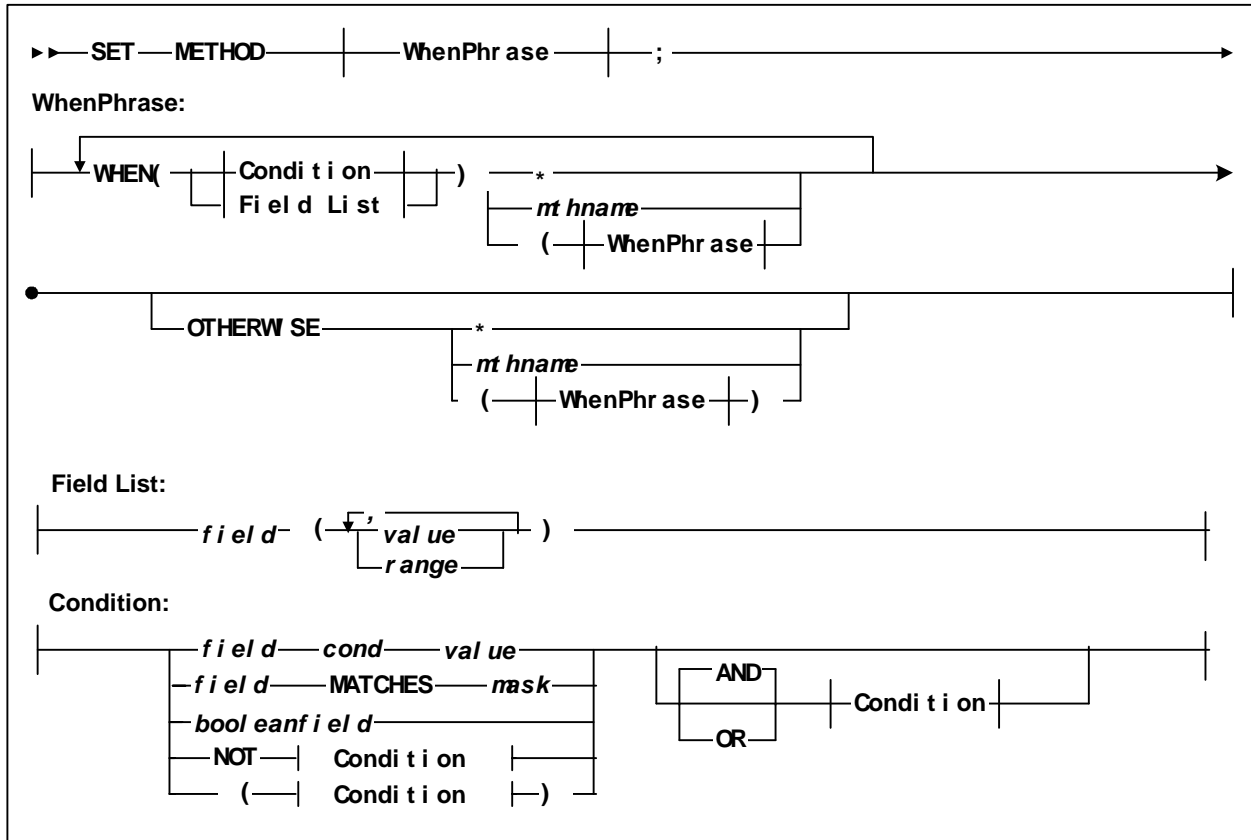 SET METHOD WhenPhrase ;
WhenPhrase:
WHEN( Condition ) *
Field List mthname
( WhenPhrase
OTHERWISE *
mthname
( WhenPhrase )
Field List:
,
field ( value )
range
Condition:
field cond value
field MATCHES mask AND
booleanfield Condition
NOT Condition OR
( Condition )